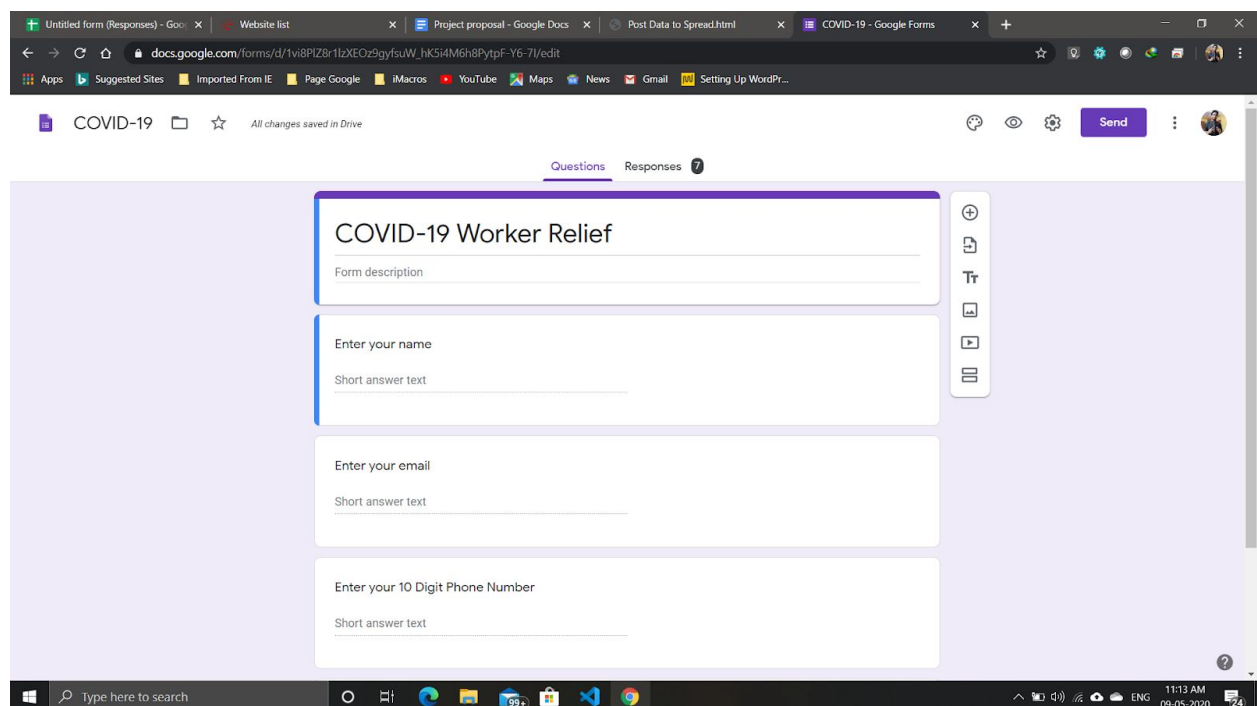 Untitled form (Responses) - Goo
Website list
Project proposal - Google Docs
Post Data to Spread.html
COVID-19 - Google Forms
docs.google.com/forms/d/1vi8PIZ8r1lzXEOz9gyfsuW_hK5i4M6h8PytpF-Y6-7I/edit
Apps
Suggested Sites
Imported From IE
Page Google
iMacros
YouTube
Maps
News
Gmail
Setting Up WordPr...
COVID-19
All changes saved in Drive
Send
Questions
Responses 7
COVID-19 Worker Relief
Form description
Enter your name
Short answer text
Enter your email
Short answer text
Enter your 10 Digit Phone Number
Short answer text
Type here to search
99+
ENG
11:13 AM
09-05-2020
24